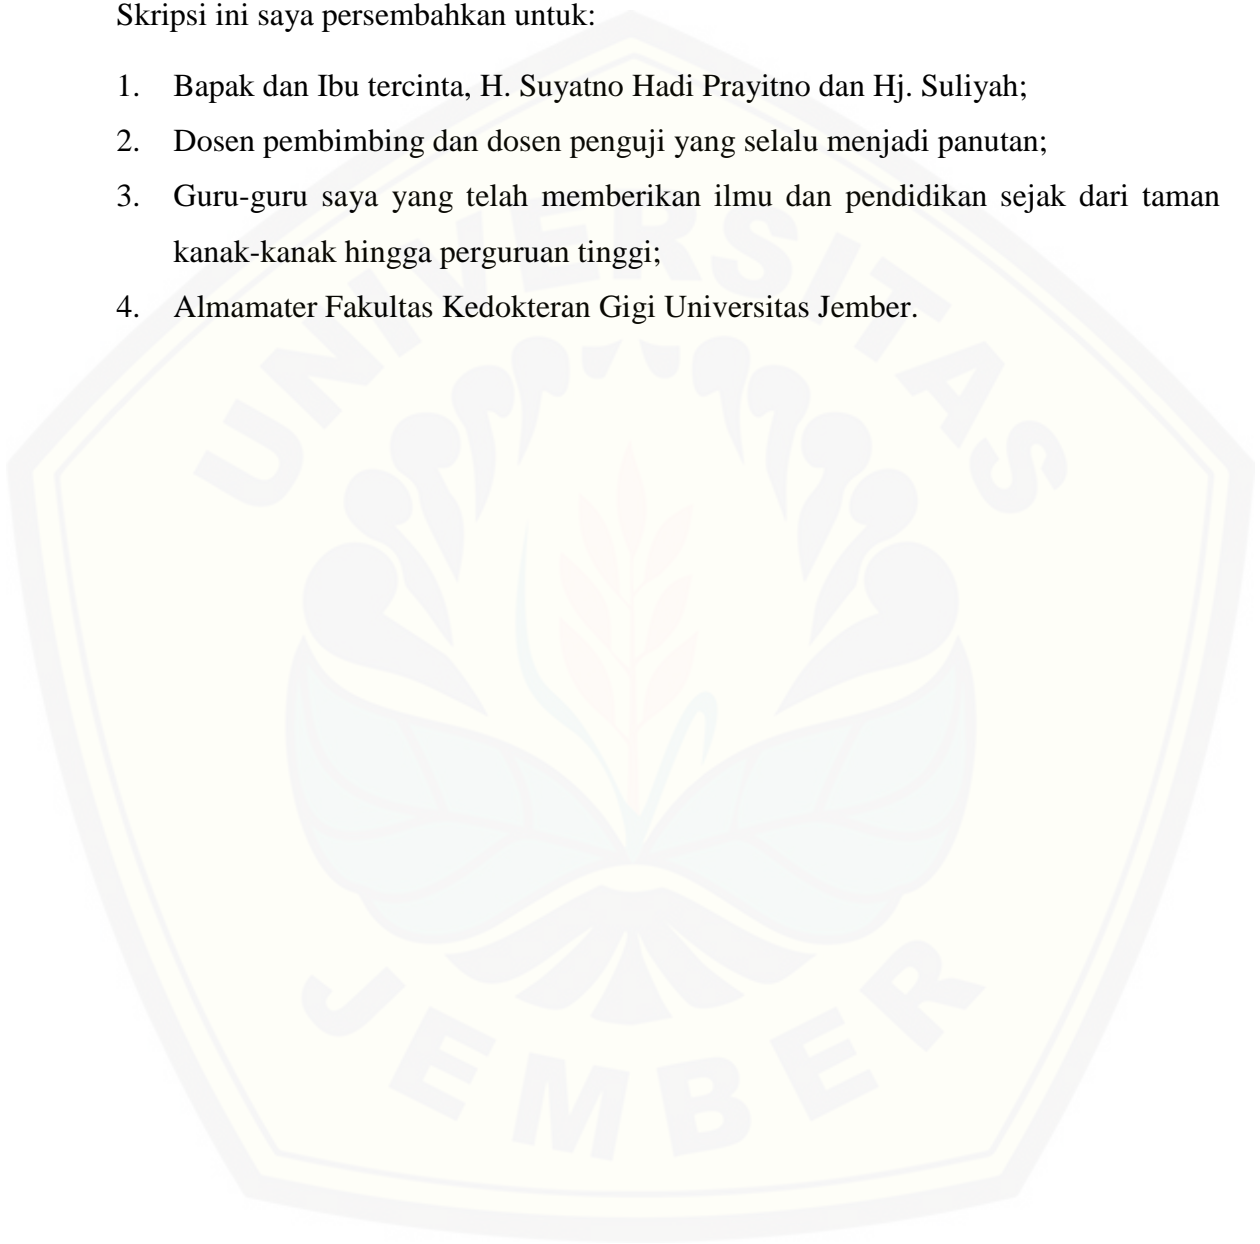 Skripsi ini saya persembahkan untuk:
1. Bapak dan Ibu tercinta, H. Suyatno Hadi Prayitno dan Hj. Suliyah;
2. Dosen pembimbing dan dosen penguji yang selalu menjadi panutan;
3. Guru-guru saya yang telah memberikan ilmu dan pendidikan sejak dari taman
kanak-kanak hingga perguruan tinggi;
4. Almamater Fakultas Kedokteran Gigi Universitas Jember.
UNIVERSITAS
JEMBER